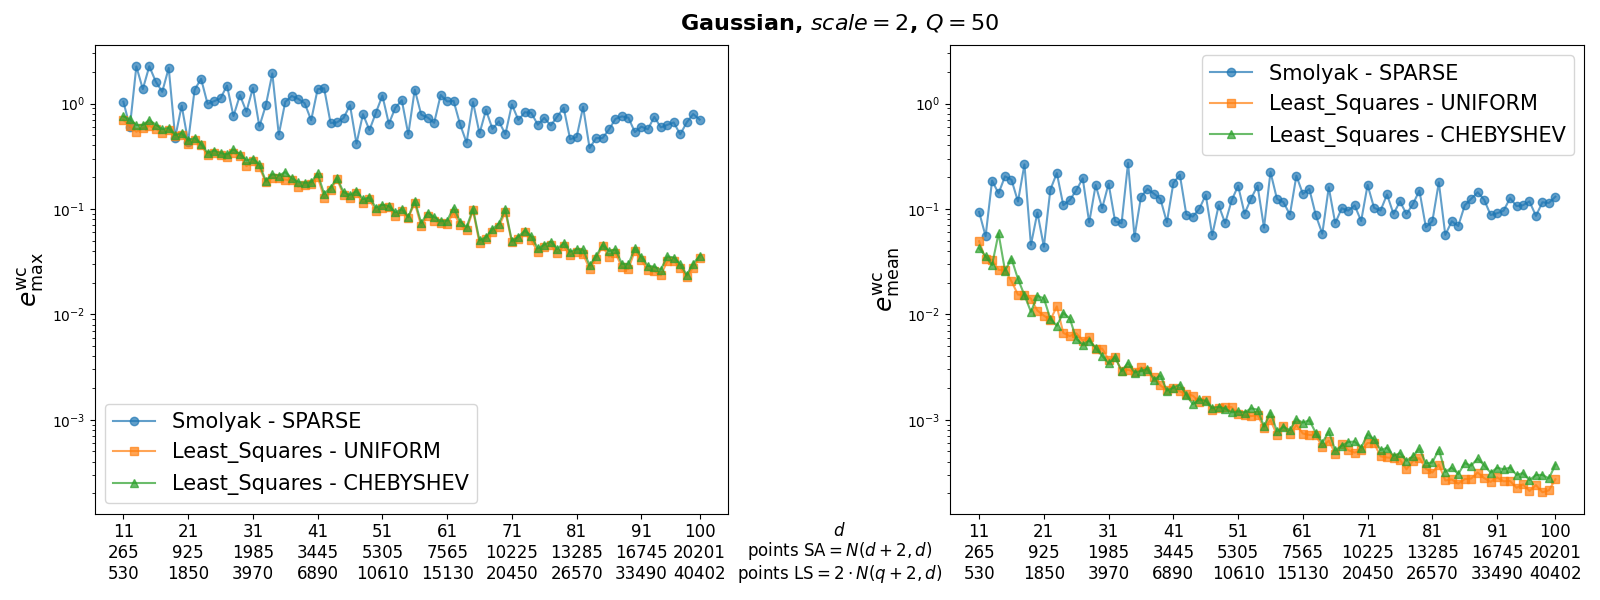 Gaussian, scale = 2, Q = 50
10^0
10^-1
10^-2
10^-3
e^wc_max
Smolyak - SPARSE
Least_Squares - UNIFORM
Least_Squares - CHEBYSHEV
11 21 31 41 51 61 71 81 91 100
265 925 1985 3445 5305 7565 10225 13285 16745 20201
530 1850 3970 6890 10610 15130 20450 26570 33490 40402
d
points SA = N(d + 2, d)
points LS = 2 · N(q + 2, d)
10^0
10^-1
10^-2
10^-3
e^wc_mean
Smolyak - SPARSE
Least_Squares - UNIFORM
Least_Squares - CHEBYSHEV
11 21 31 41 51 61 71 81 91 100
265 925 1985 3445 5305 7565 10225 13285 16745 20201
530 1850 3970 6890 10610 15130 20450 26570 33490 40402